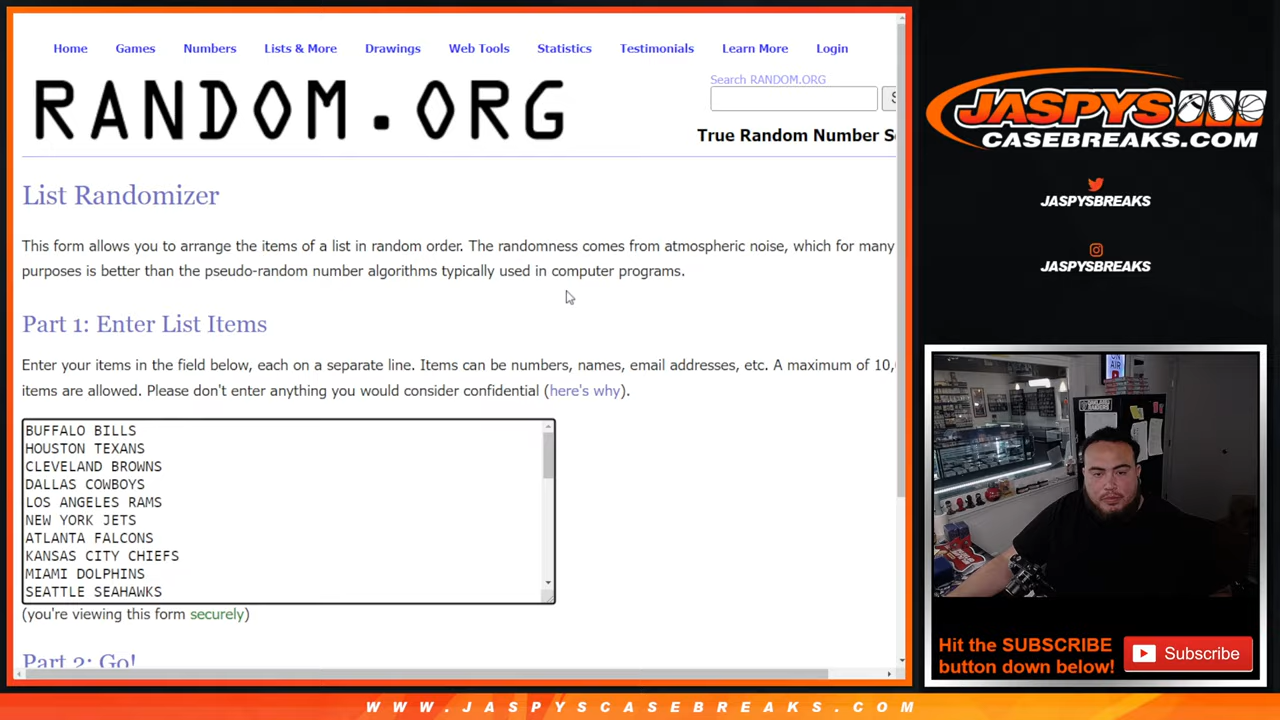 Home Games Numbers Lists & More Drawings Web Tools Statistics Testimonials Learn More Login
Search RANDOM.ORG
RANDOM.ORG
S
True Random Number S
List Randomizer
This form allows you to arrange the items of a list in random order. The randomness comes from atmospheric noise, which for many
purposes is better than the pseudo-random number algorithms typically used in computer programs.
Part 1: Enter List Items
Enter your items in the field below, each on a separate line. Items can be numbers, names, email addresses, etc. A maximum of 10,
items are allowed. Please don't enter anything you would consider confidential (here's why).
BUFFALO BILLS
HOUSTON TEXANS
CLEVELAND BROWNS
DALLAS COWBOYS
LOS ANGELES RAMS
NEW YORK JETS
ATLANTA FALCONS
KANSAS CITY CHIEFS
MIAMI DOLPHINS
SEATTLE SEAHAWKS
(you're viewing this form securely)
Part 2: Go!
JASPYS
CASEBREAKS.COM
JASPYSBREAKS
JASPYSBREAKS
ON
AIR
Hit the SUBSCRIBE
button down below!
Subscribe
WWW.JASPYSCASEBREAKS.COM